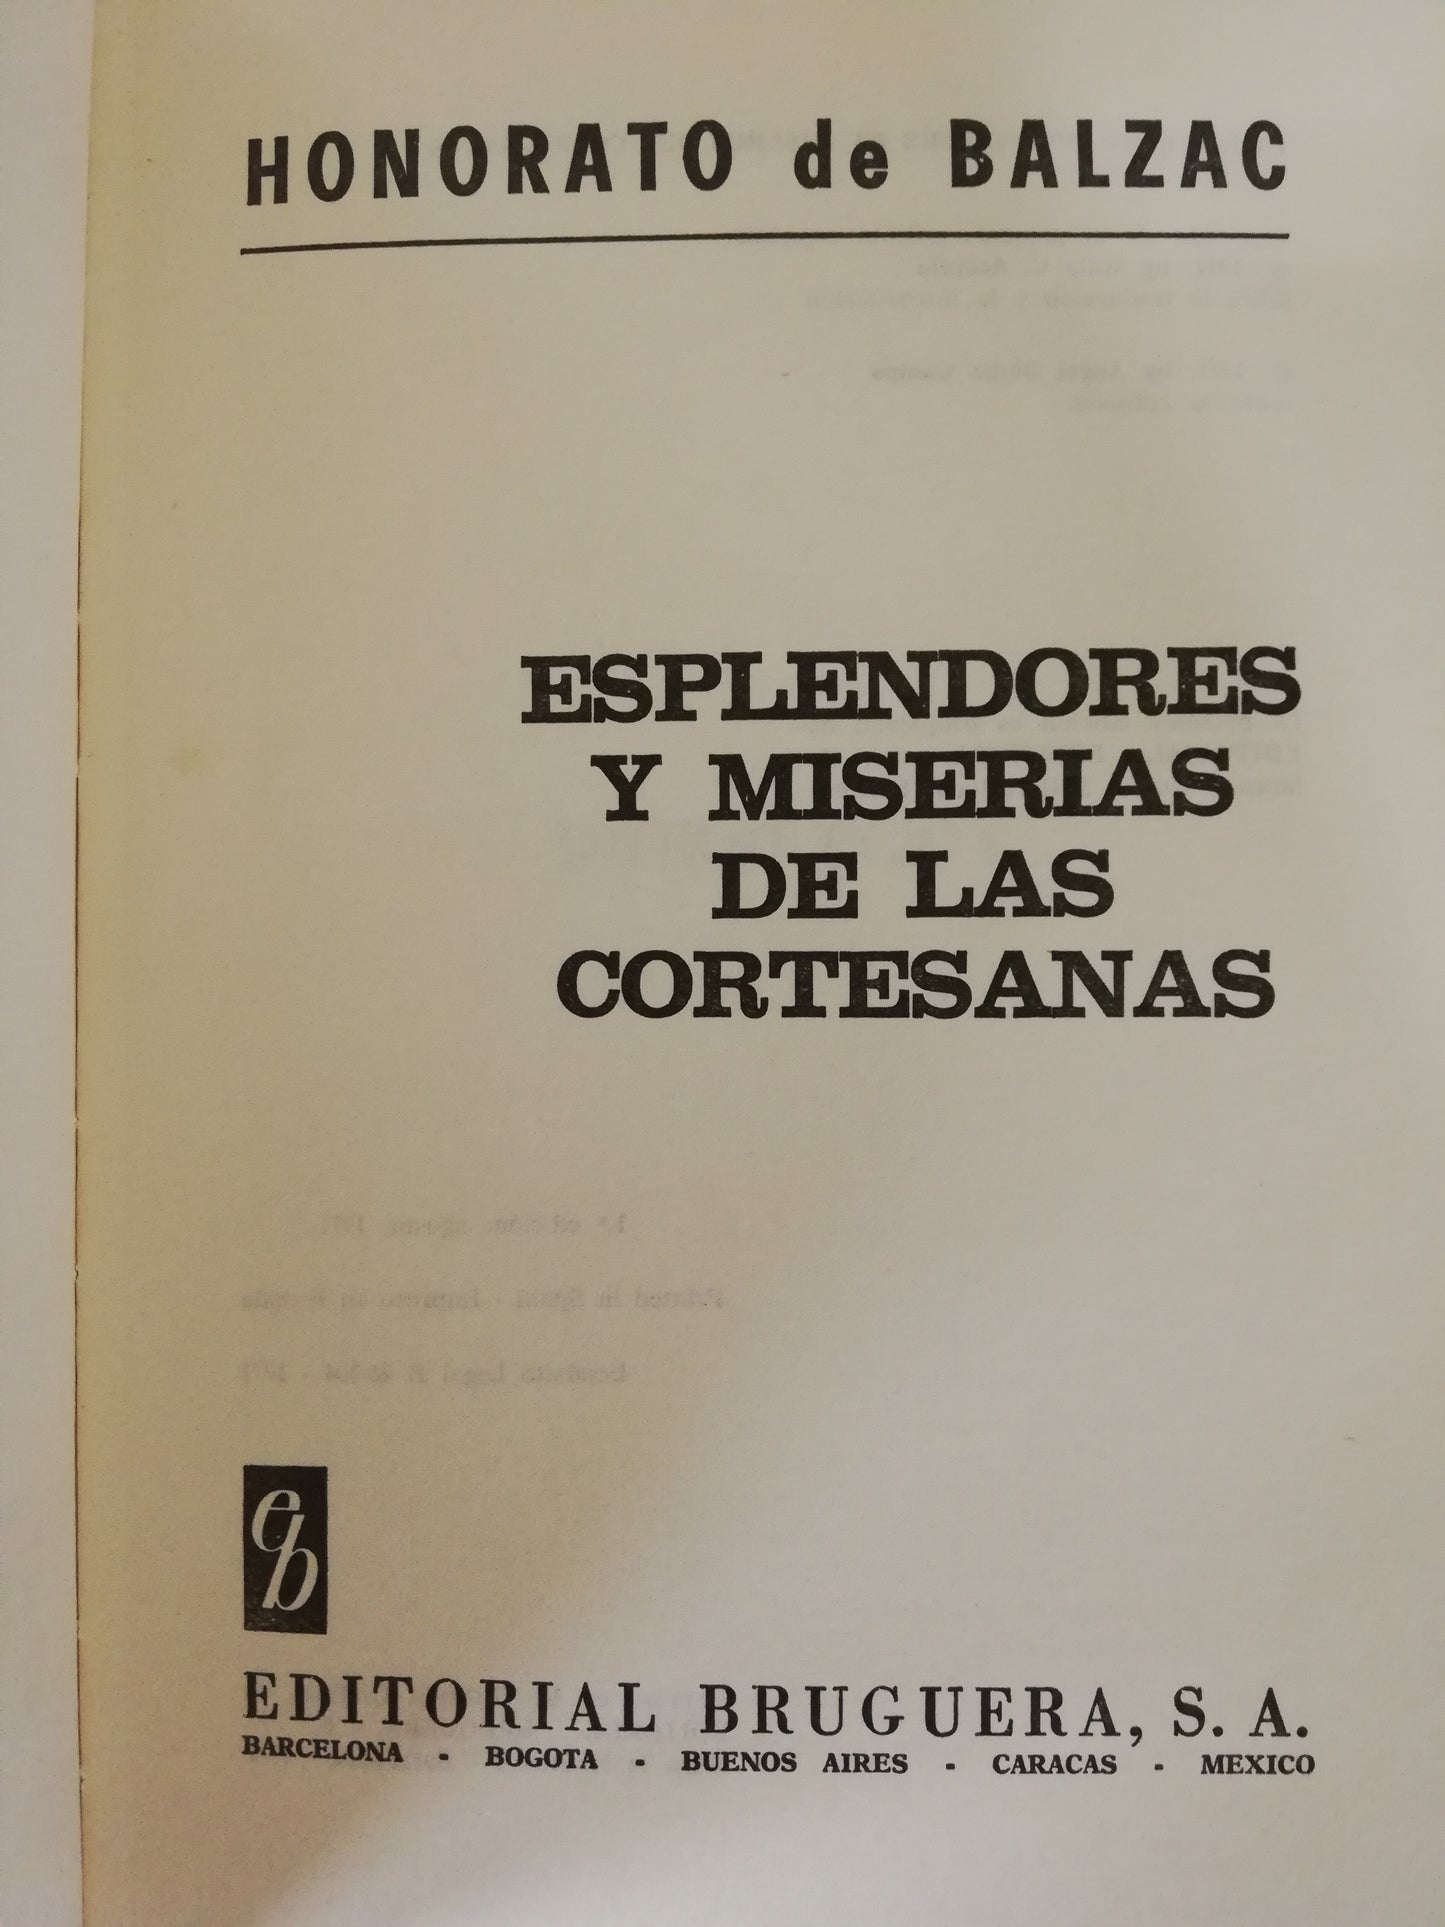 HONORATO de BALZAC
ESPLENDORES
Y MISERIAS
DE LAS
CORTESANAS
eb
EDITORIAL BRUGUERA, S. A.
BARCELONA - BOGOTA - BUENOS AIRES - CARACAS - MEXICO